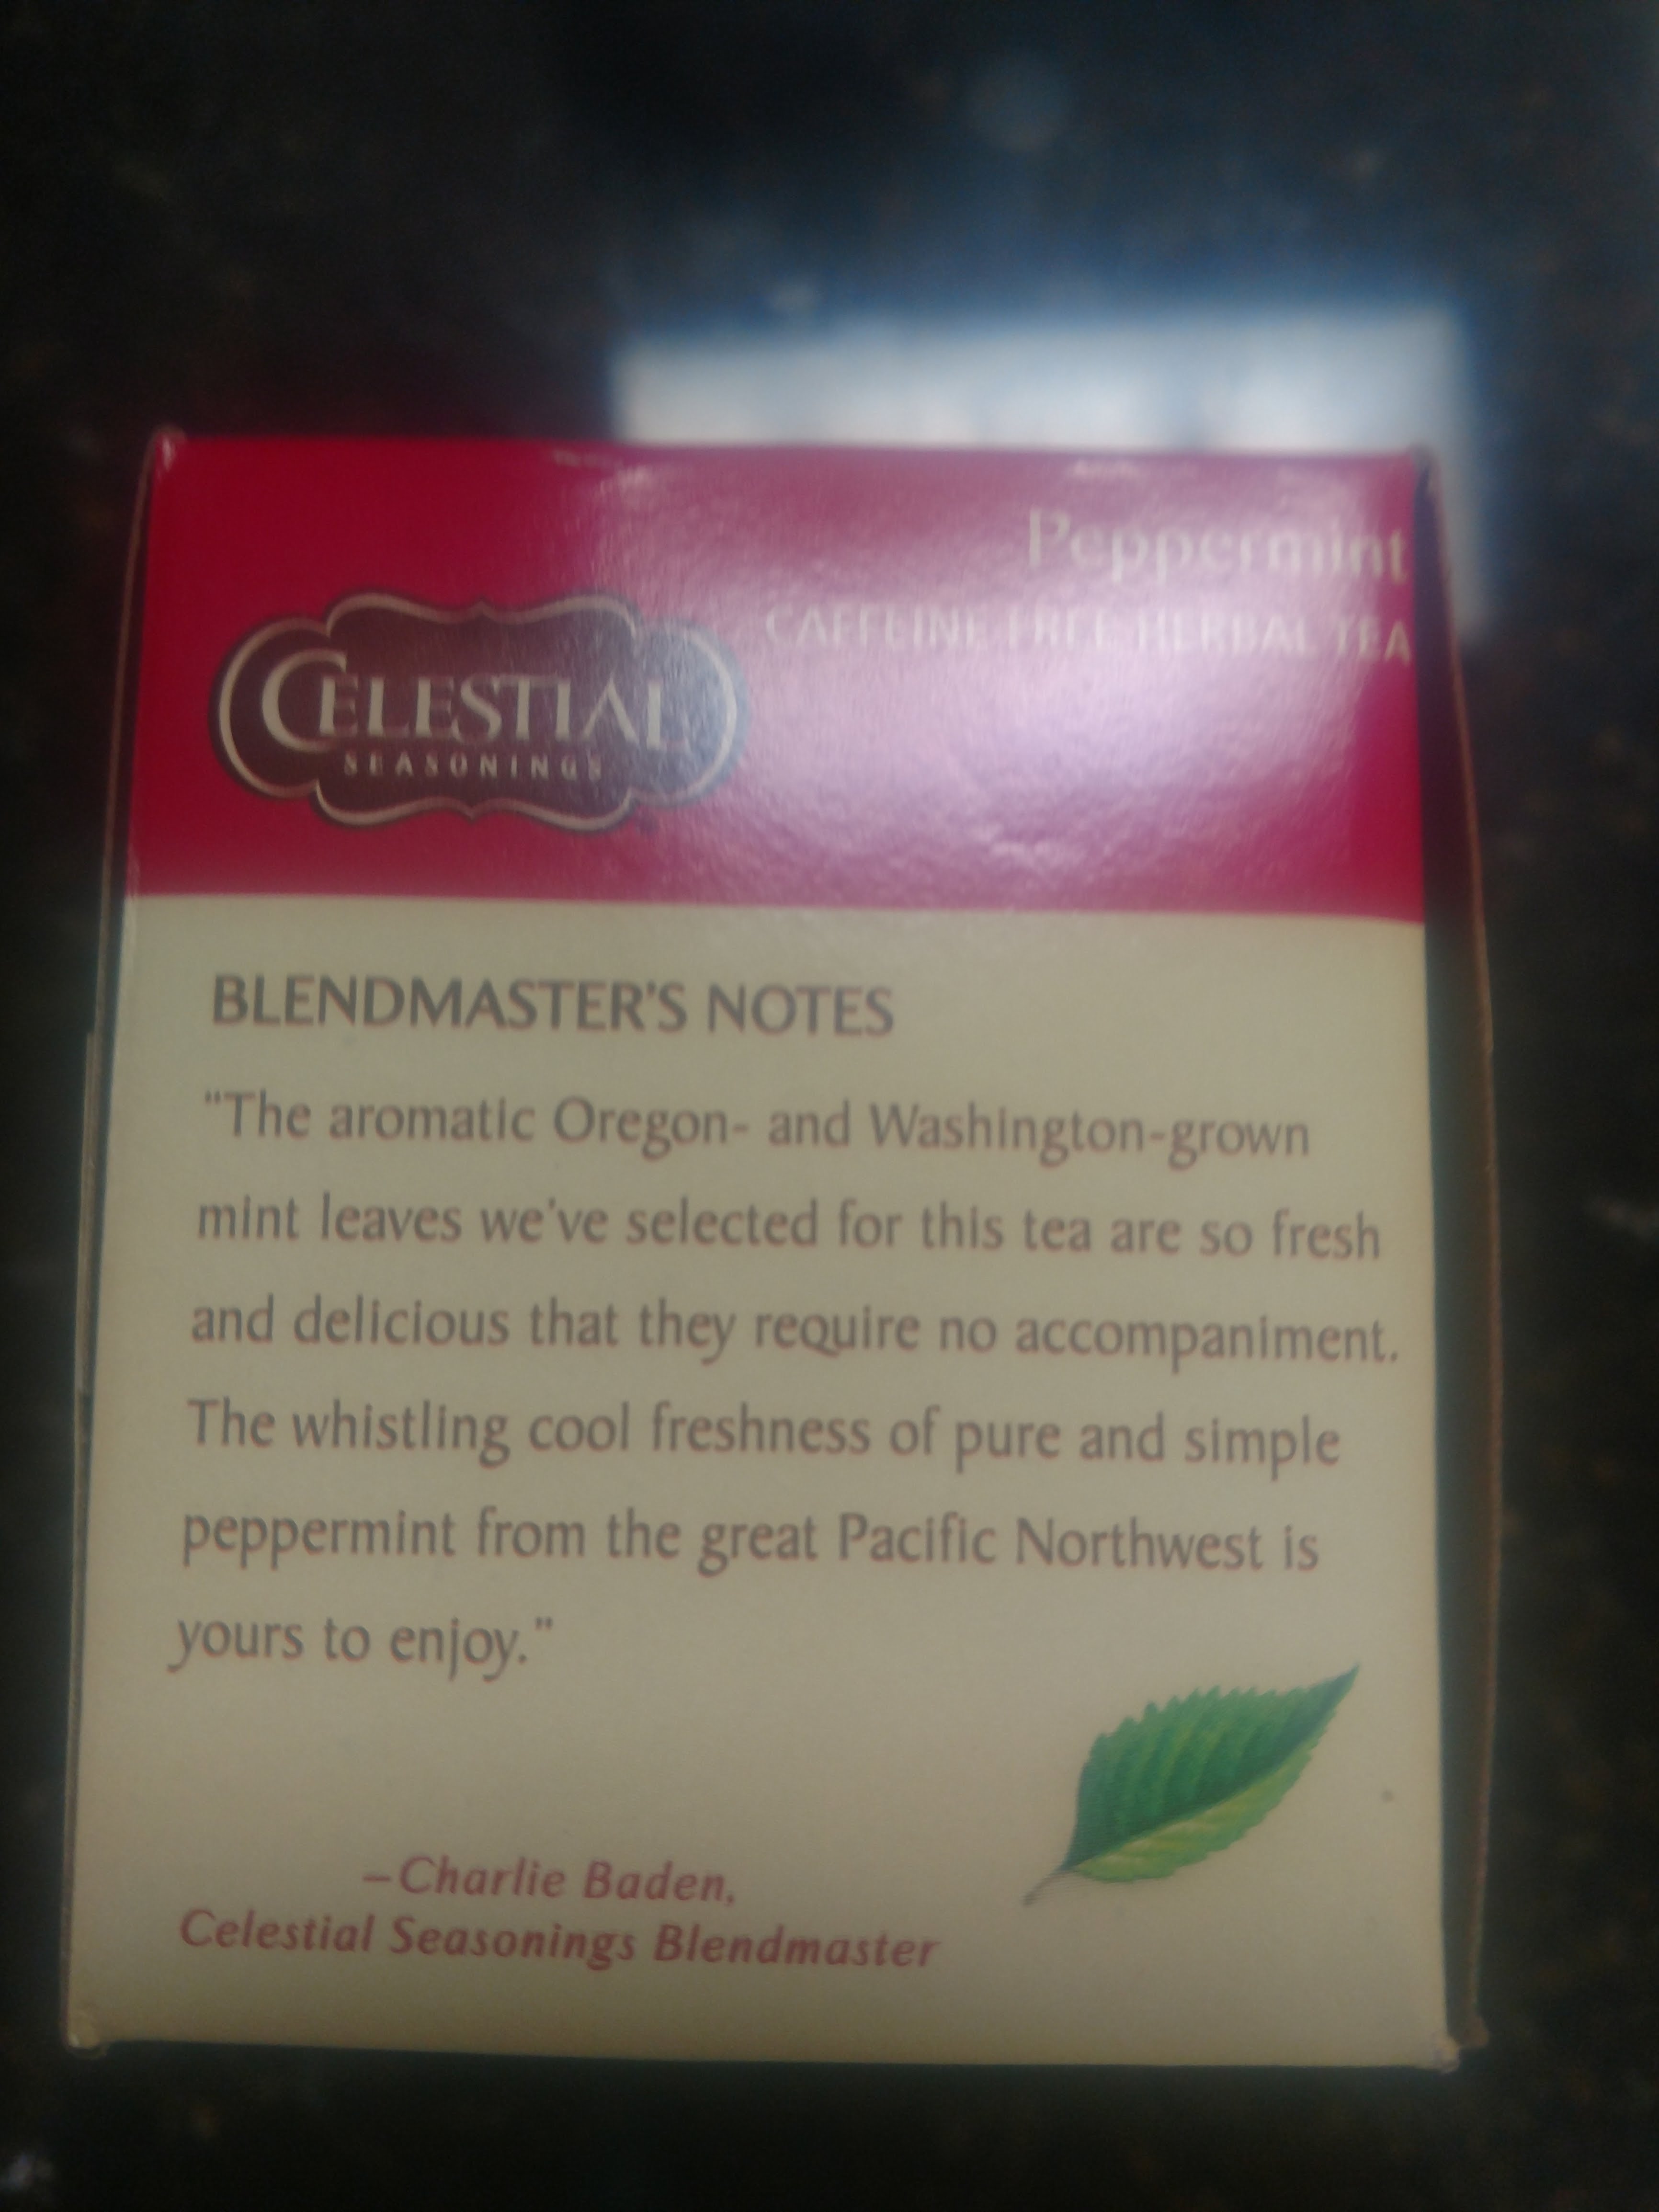 Peppermint
CAFFEINE FREE HERBAL TEA
CELESTIAL
SEASONINGS
BLENDMASTER'S NOTES
"The aromatic Oregon- and Washington-grown
mint leaves we've selected for this tea are so fresh
and delicious that they require no accompaniment.
The whistling cool freshness of pure and simple
peppermint from the great Pacific Northwest is
yours to enjoy."
–Charlie Baden,
Celestial Seasonings Blendmaster